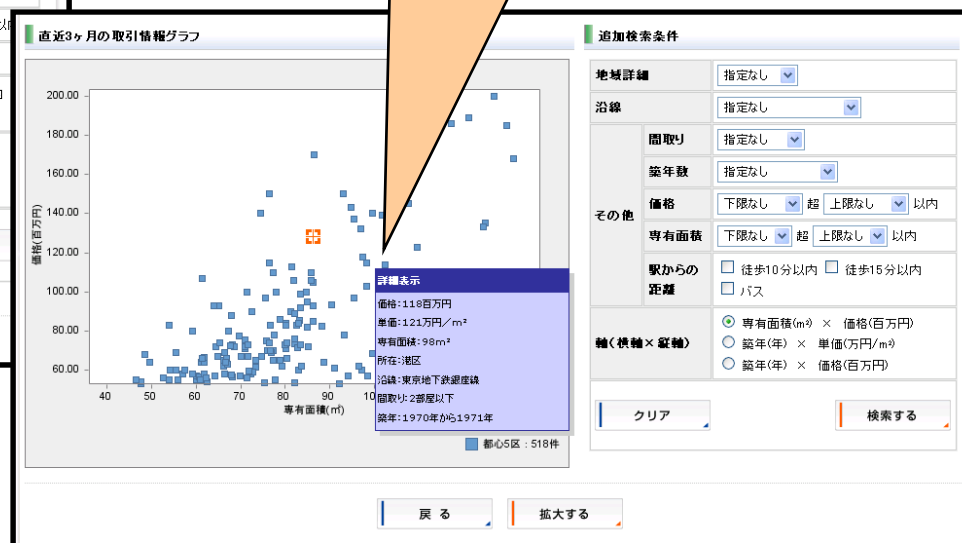 直近3ヶ月の取引情報グラフ
200.00
180.00
160.00
140.00
120.00
100.00
80.00
60.00
価格(百万円)
40 50 60 70 80 90 10
専有面積(㎡)
詳細表示
価格:118百万円
単価:121万円/m²
専有面積:98m²
所在:港区
沿線:東京地下鉄銀座線
間取り:2部屋以下
築年:1970年から1971年
都心5区:518件
追加検索条件
地域詳細 指定なし
沿線 指定なし
その他
間取り 指定なし
築年数 指定なし
価格 下限なし 超 上限なし 以内
専有面積 下限なし 超 上限なし 以内
駅からの距離 徒歩10分以内 徒歩15分以内
バス
軸(横軸×縦軸)
専有面積(m²) × 価格(百万円)
築年(年) × 単価(万円/m²)
築年(年) × 価格(百万円)
クリア 検索する
戻る 拡大する